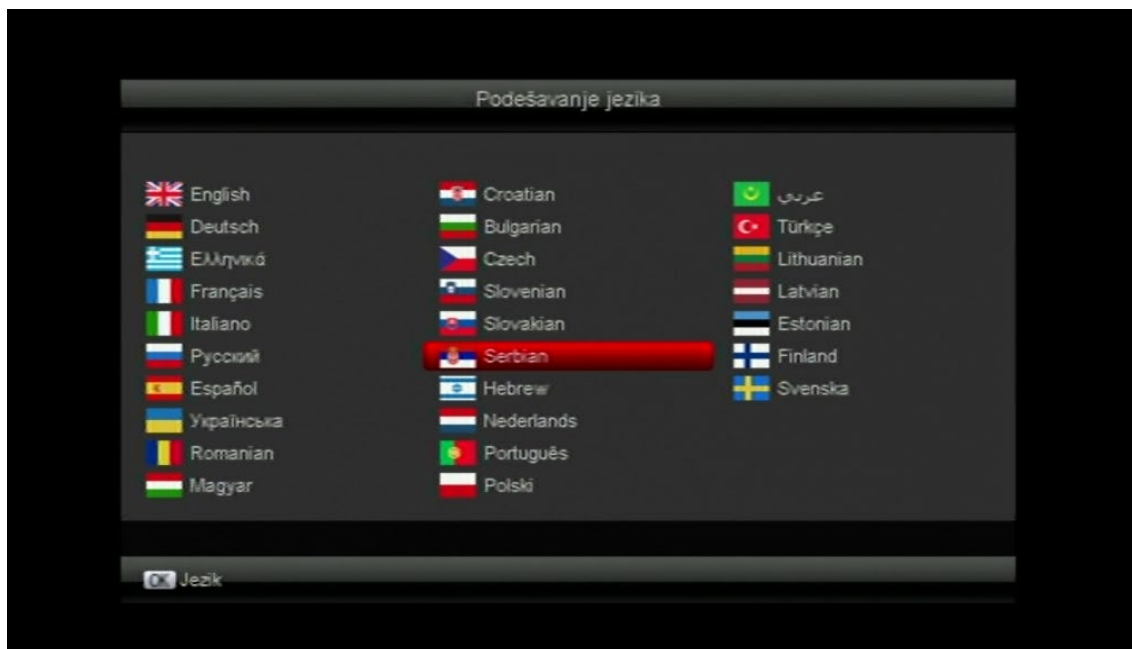 Podešavanje jezika
English
Deutsch
Ελληνικά
Français
Italiano
Русский
Español
Українська
Romanian
Magyar
Croatian
Bulgarian
Czech
Slovenian
Slovakian
Serbian
Hebrew
Nederlands
Português
Polski
عربي
Türkçe
Lithuanian
Latvian
Estonian
Finland
Svenska
OK Jezik